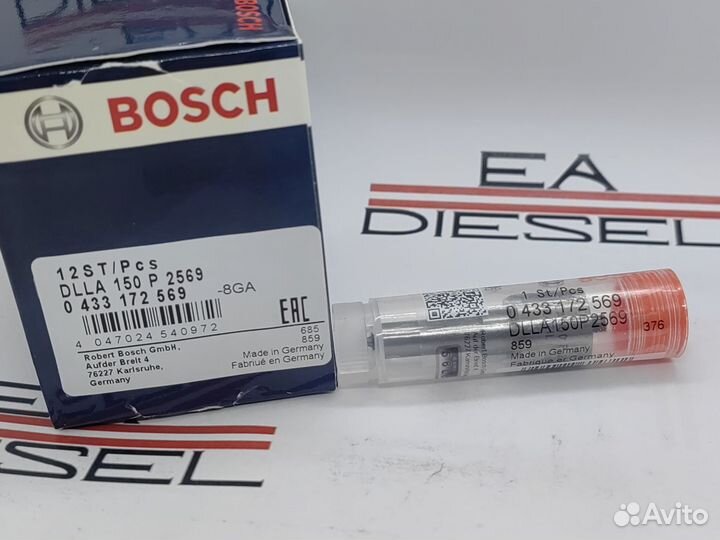 BOSCH
BOSCH
12ST/Pcs
DLLA 150 P 2569
0 433 172 569
-8GA
4 047024 540972
EAC
685
859
Robert Bosch GmbH,
Aufder Breit 4
76227 Karlsruhe,
Germany
Made in Germany
Fabriqué en Germany
EA
DIESEL
1 St/Pcs
0 433 172 569
DLLA150P2569
859
Made in Germany
Fabrique en Germany
376
DIESEL
Avito